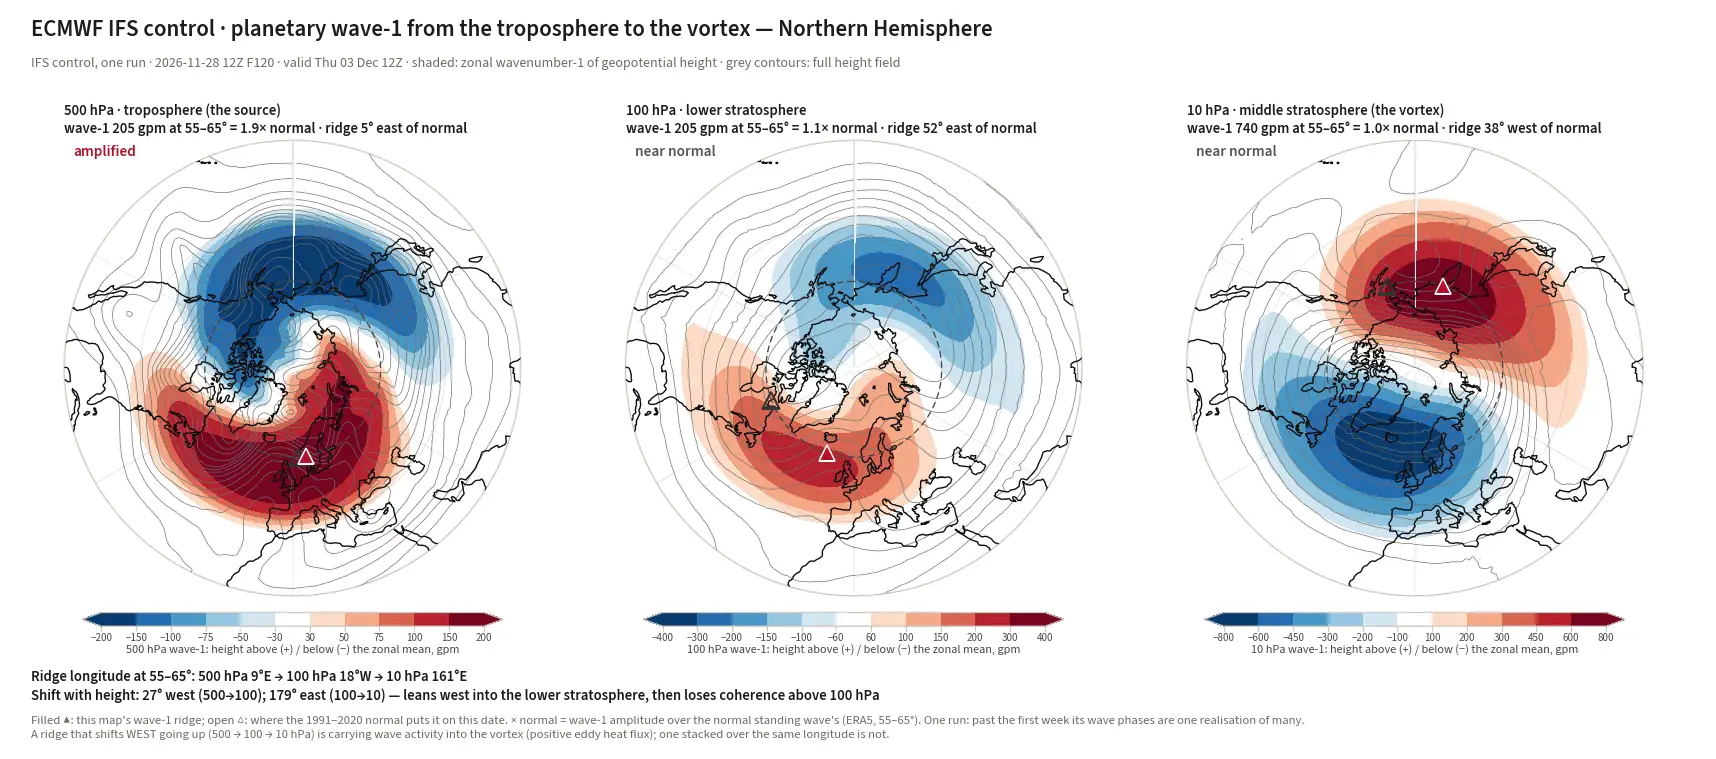 ECMWF IFS control · planetary wave-1 from the troposphere to the vortex — Northern Hemisphere
IFS control, one run · 2026-11-28 12Z F120 · valid Thu 03 Dec 12Z · shaded: zonal wavenumber-1 of geopotential height · grey contours: full height field
500 hPa · troposphere (the source)
wave-1 205 gpm at 55–65° = 1.9× normal · ridge 5° east of normal
amplified
100 hPa · lower stratosphere
wave-1 205 gpm at 55–65° = 1.1× normal · ridge 52° east of normal
near normal
10 hPa · middle stratosphere (the vortex)
wave-1 740 gpm at 55–65° = 1.0× normal · ridge 38° west of normal
near normal
−200 −150 −100 −75 −50 −30 30 50 75 100 150 200
500 hPa wave-1: height above (+) / below (−) the zonal mean, gpm
−400 −300 −200 −150 −100 −60 60 100 150 200 300 400
100 hPa wave-1: height above (+) / below (−) the zonal mean, gpm
−800 −600 −450 −300 −200 −100 100 200 300 450 600 800
10 hPa wave-1: height above (+) / below (−) the zonal mean, gpm
Ridge longitude at 55–65°: 500 hPa 9°E → 100 hPa 18°W → 10 hPa 161°E
Shift with height: 27° west (500→100); 179° east (100→10) — leans west into the lower stratosphere, then loses coherence above 100 hPa
Filled ▲: this map's wave-1 ridge; open △: where the 1991–2020 normal puts it on this date. × normal = wave-1 amplitude over the normal standing wave's (ERA5, 55–65°). One run: past the first week its wave phases are one realisation of many.
A ridge that shifts WEST going up (500 → 100 → 10 hPa) is carrying wave activity into the vortex (positive eddy heat flux); one stacked over the same longitude is not.